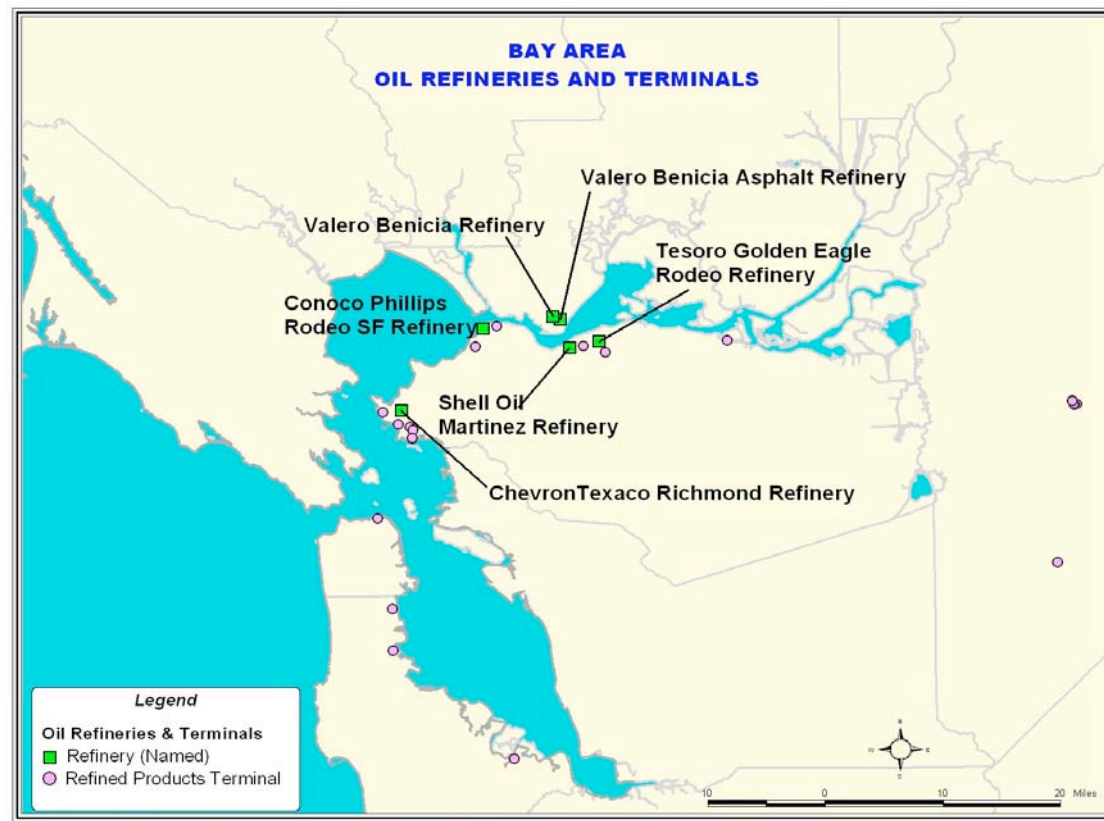 BAY AREA
OIL REFINERIES AND TERMINALS
Valero Benicia Asphalt Refinery
Valero Benicia Refinery
Tesoro Golden Eagle
Rodeo Refinery
Conoco Phillips
Rodeo SF Refinery
Shell Oil
Martinez Refinery
ChevronTexaco Richmond Refinery
Legend
Oil Refineries & Terminals
Refinery (Named)
Refined Products Terminal
N
W E
S
10 0 10 20 Miles